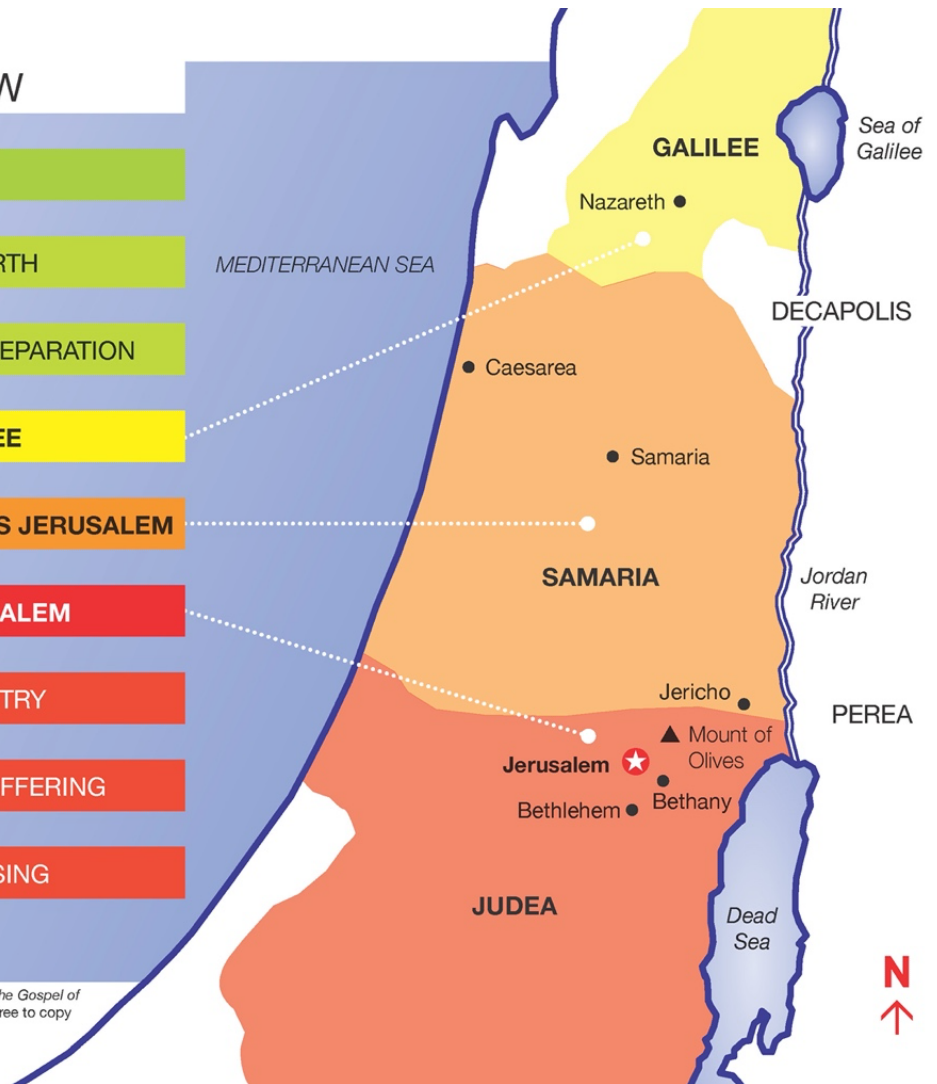 W
RTH
EPARATION
EE
S JERUSALEM
ALEM
TRY
FFERING
SING
he Gospel of
ree to copy
MEDITERRANEAN SEA
GALILEE
Sea of
Galilee
Nazareth
DECAPOLIS
Caesarea
Samaria
SAMARIA
Jordan
River
Jericho
PEREA
Mount of
Olives
Jerusalem
Bethany
Bethlehem
JUDEA
Dead
Sea
N